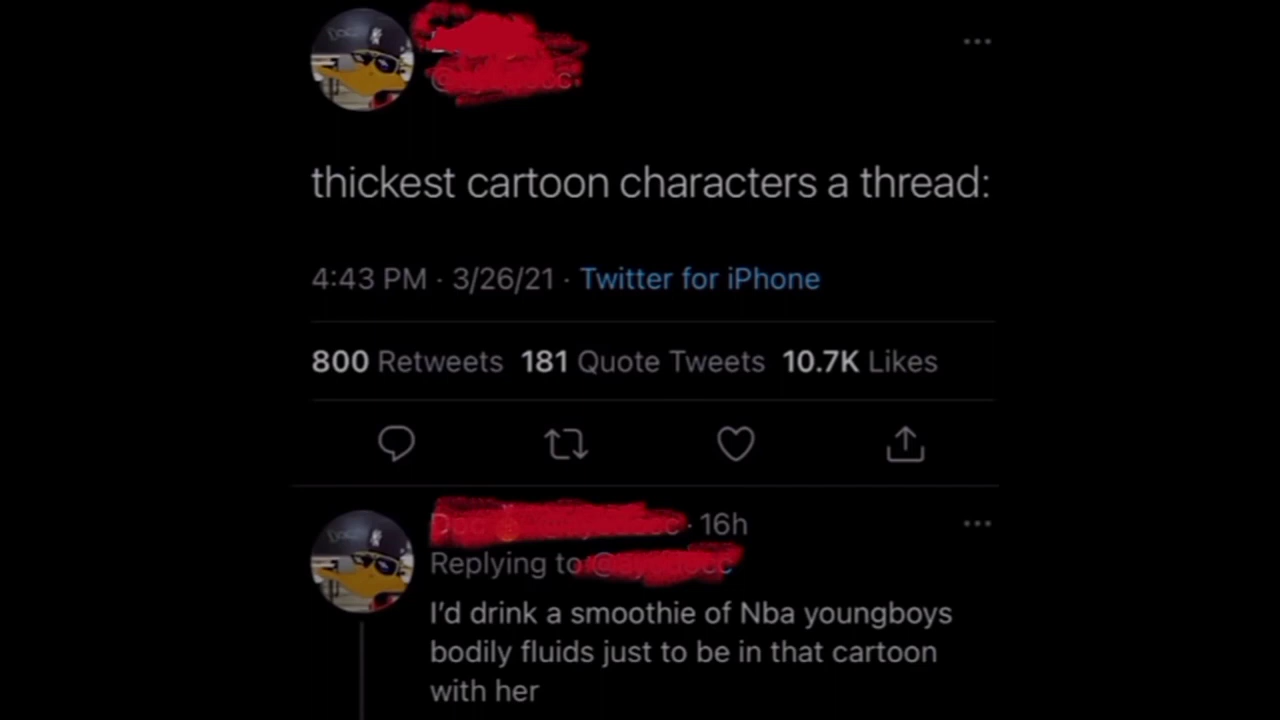 thickest cartoon characters a thread:
4:43 PM · 3/26/21 · Twitter for iPhone
800 Retweets 181 Quote Tweets 10.7K Likes
Doc · 16h
Replying to
I'd drink a smoothie of Nba youngboys
bodily fluids just to be in that cartoon
with her